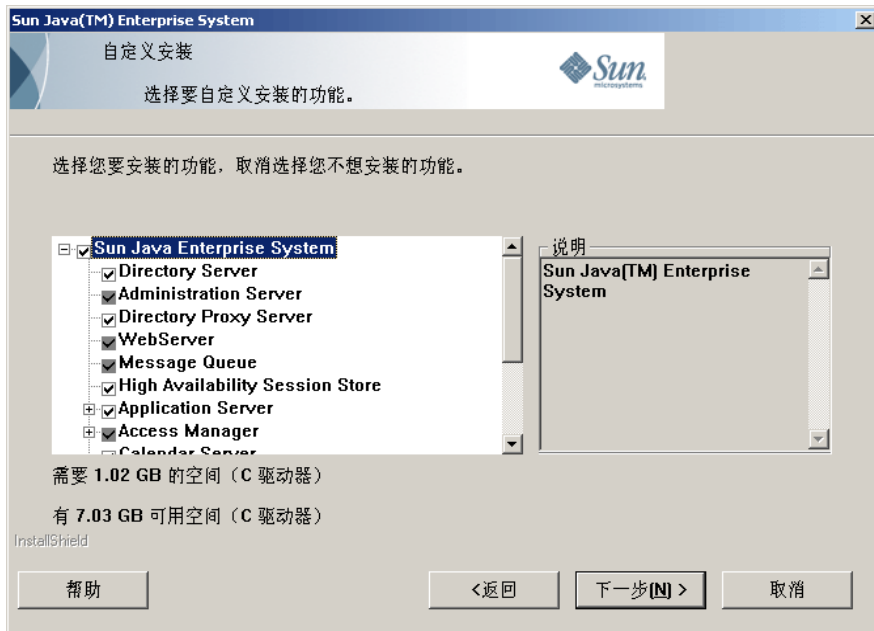 Sun Java(TM) Enterprise System
自定义安装
选择要自定义安装的功能。
Sun
microsystems
选择您要安装的功能，取消选择您不想安装的功能。
Sun Java Enterprise System
Directory Server
Administration Server
Directory Proxy Server
WebServer
Message Queue
High Availability Session Store
Application Server
Access Manager
Calendar Server
说明
Sun Java(TM) Enterprise
System
需要 1.02 GB 的空间（C 驱动器）
有 7.03 GB 可用空间（C 驱动器）
InstallShield
帮助
<返回
下一步(N) >
取消